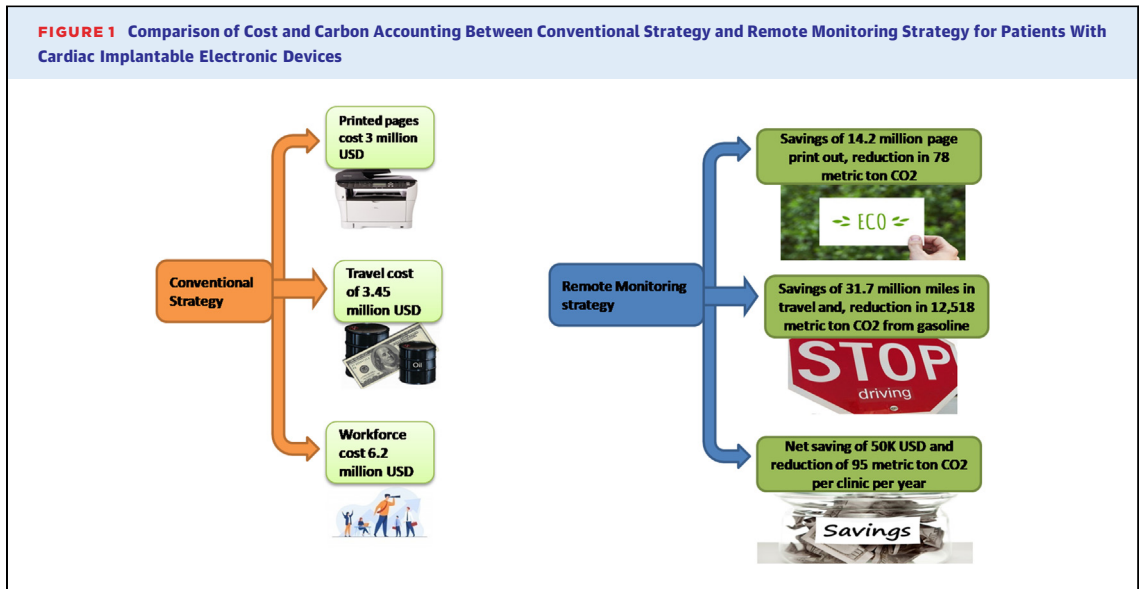 FIGURE 1 Comparison of Cost and Carbon Accounting Between Conventional Strategy and Remote Monitoring Strategy for Patients With
Cardiac Implantable Electronic Devices
Conventional
Strategy
Printed pages
cost 3 million
USD
Travel cost
of 3.45
million USD
Oil
Workforce
cost 6.2
million USD
Remote Monitoring
strategy
Savings of 14.2 million page
print out, reduction in 78
metric ton CO2
ECO
Savings of 31.7 million miles in
travel and, reduction in 12,518
metric ton CO2 from gasoline
STOP
driving
Net saving of 50K USD and
reduction of 95 metric ton CO2
per clinic per year
Savings